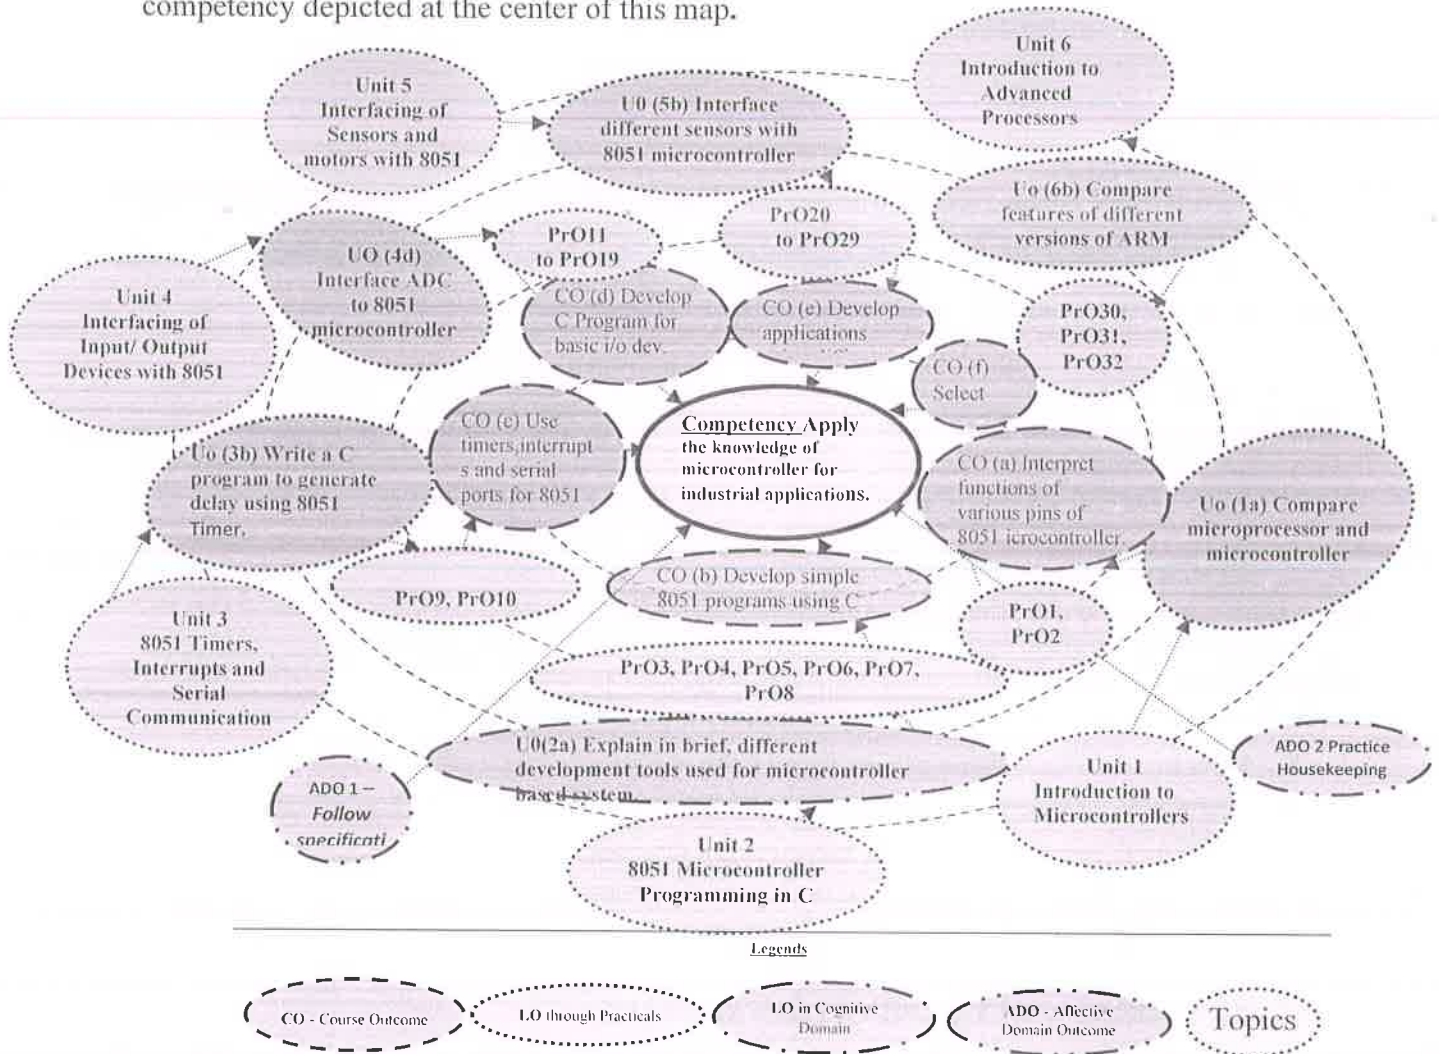 competency depicted at the center of this map.
Unit 6
Introduction to
Advanced
Processors
Unit 5
Interfacing of
Sensors and
motors with 8051
U0 (5b) Interface
different sensors with
8051 microcontroller
Uo (6b) Compare
features of different
versions of ARM
PrO20
to PrO29
PrO11
to PrO19
UO (4d)
Interface ADC
to 8051
microcontroller
Unit 4
Interfacing of
Input/ Output
Devices with 8051
CO (d) Develop
C Program for
basic i/o dev.
CO (e) Develop
applications
PrO30,
PrO31,
PrO32
CO (f)
Select
CO (c) Use
timers,interrupt
s and serial
ports for 8051
Competency Apply
the knowledge of
microcontroller for
industrial applications.
Uo (3b) Write a C
program to generate
delay using 8051
Timer.
CO (a) Interpret
functions of
various pins of
8051 icrocontroller.
Uo (1a) Compare
microprocessor and
microcontroller
CO (b) Develop simple
8051 programs using C
PrO9, PrO10
PrO1,
PrO2
Unit 3
8051 Timers,
Interrupts and
Serial
Communication
PrO3, PrO4, PrO5, PrO6, PrO7,
PrO8
U0(2a) Explain in brief, different
development tools used for microcontroller
based system.
ADO 2 Practice
Housekeeping
Unit 1
Introduction to
Microcontrollers
ADO 1 –
Follow
specificati
Unit 2
8051 Microcontroller
Programming in C
Legends
CO - Course Outcome
LO through Practicals
LO in Cognitive
Domain
ADO - Affective
Domain Outcome
Topics